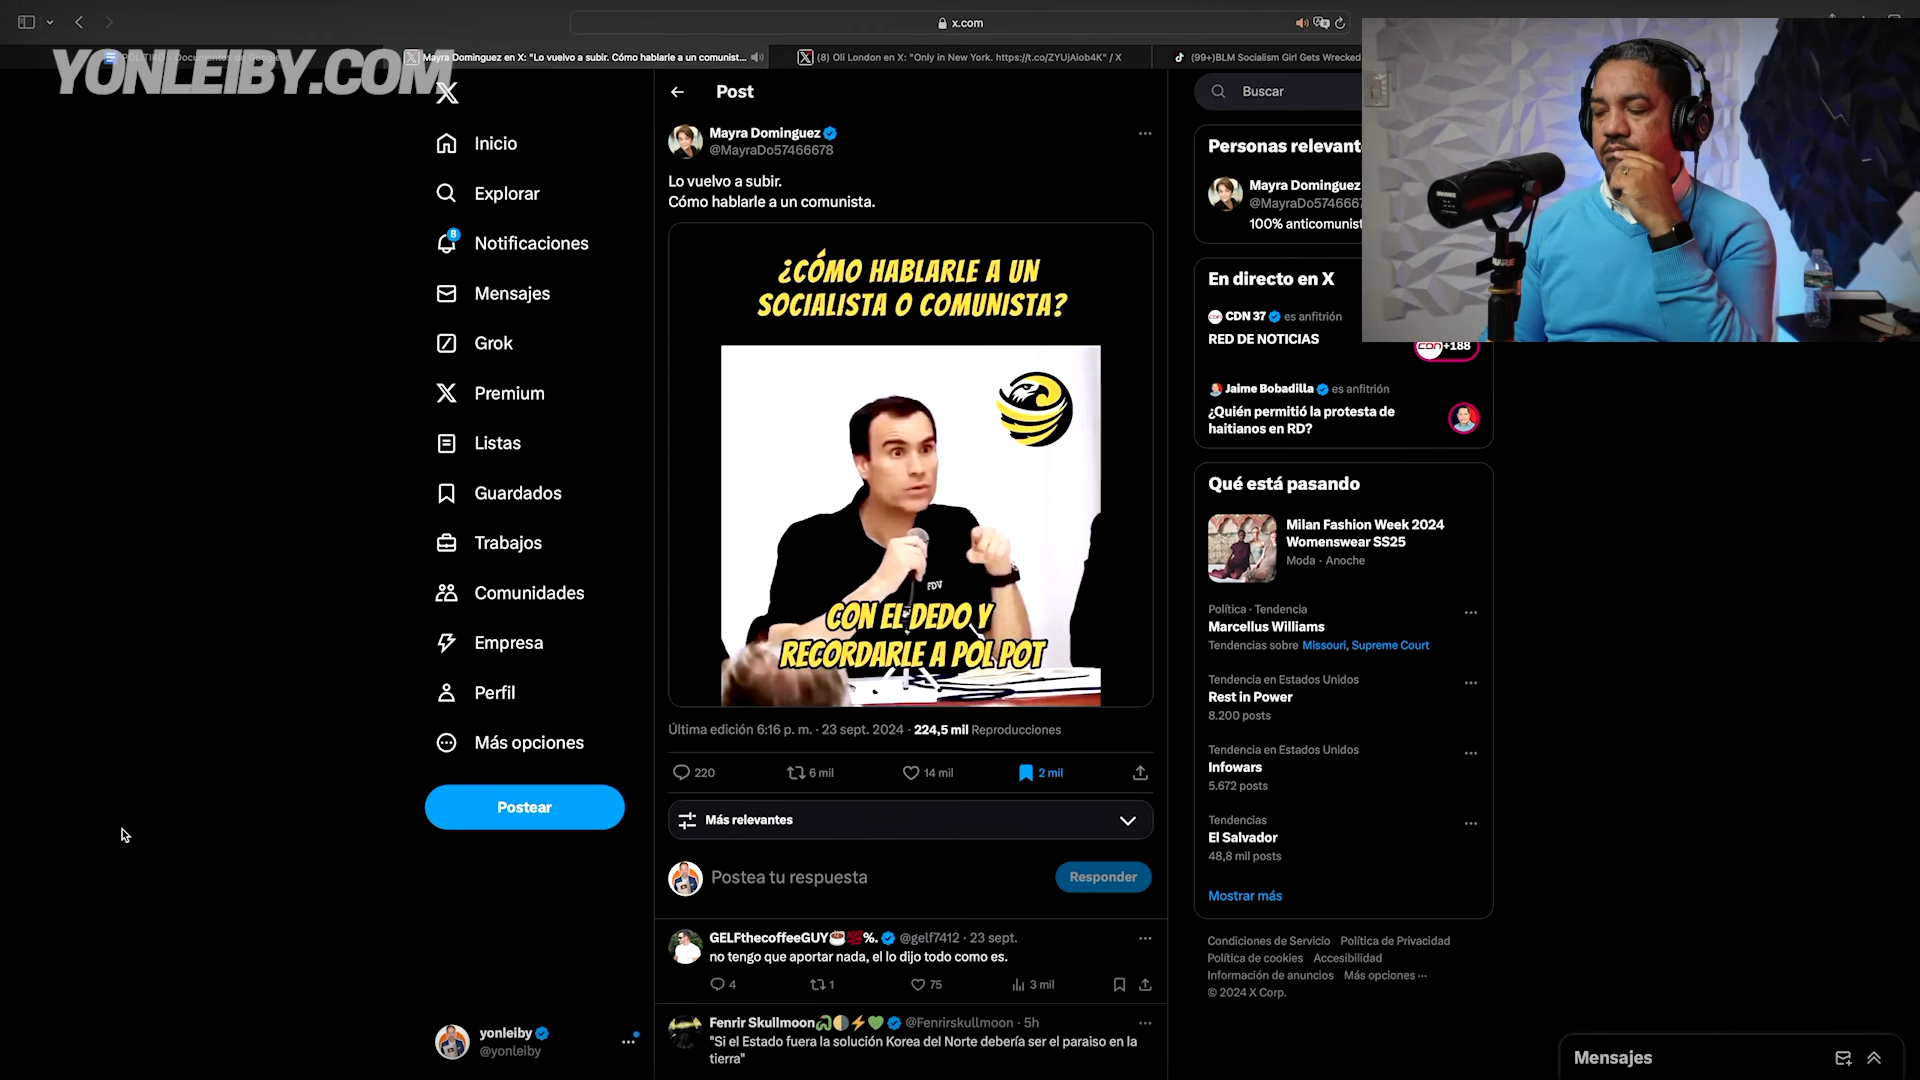 x.com
YONLEIBY.COM
Mayra Dominguez en X: "Lo vuelvo a subir. Cómo hablarle a un comunist...
(8) Oli London en X: "Only in New York. https://t.co/ZYUjAiob4K" / X
(99+)BLM Socialism Girl Gets Wrecked
Inicio
Explorar
8
Notificaciones
Mensajes
Grok
Premium
Listas
Guardados
Trabajos
Comunidades
Empresa
Perfil
Más opciones
Postear
yonleiby
@yonleiby
Post
Mayra Dominguez
@MayraDo57466678
Lo vuelvo a subir.
Cómo hablarle a un comunista.
¿CÓMO HABLARLE A UN
SOCIALISTA O COMUNISTA?
FDV
CON EL DEDO Y
RECORDARLE A POL POT
Última edición 6:16 p. m. · 23 sept. 2024 · 224,5 mil Reproducciones
220 6 mil 14 mil 2 mil
Más relevantes
Postea tu respuesta
Responder
GELFthecoffeeGUY☕💯%. @gelf7412 · 23 sept.
no tengo que aportar nada, el lo dijo todo como es.
4 1 75 3 mil
Fenrir Skullmoon @Fenrirskullmoon · 5h
"Si el Estado fuera la solución Korea del Norte debería ser el paraiso en la
tierra"
Buscar
Personas relevant
Mayra Dominguez
@MayraDo5746667
100% anticomunist
En directo en X
CDN 37 es anfitrión
RED DE NOTICIAS
CDN +188
Jaime Bobadilla es anfitrión
¿Quién permitió la protesta de
haitianos en RD?
Qué está pasando
Milan Fashion Week 2024
Womenswear SS25
Moda · Anoche
Política · Tendencia
Marcellus Williams
Tendencias sobre Missouri, Supreme Court
Tendencia en Estados Unidos
Rest in Power
8.200 posts
Tendencia en Estados Unidos
Infowars
5.672 posts
Tendencias
El Salvador
48,8 mil posts
Mostrar más
Condiciones de Servicio Política de Privacidad
Política de cookies Accesibilidad
Información de anuncios Más opciones ···
© 2024 X Corp.
Mensajes